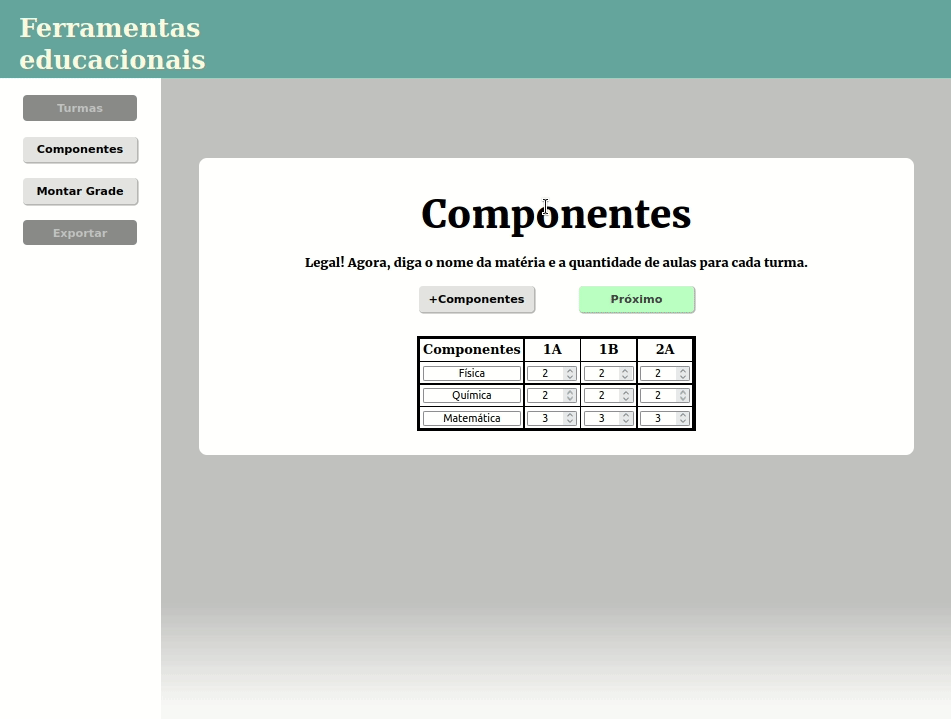 Ferramentas
educacionais
Turmas
Componentes
Montar Grade
Exportar
Componentes
Legal! Agora, diga o nome da matéria e a quantidade de aulas para cada turma.
+Componentes Próximo
Componentes 1A 1B 2A
Física 2 2 2
Química 2 2 2
Matemática 3 3 3